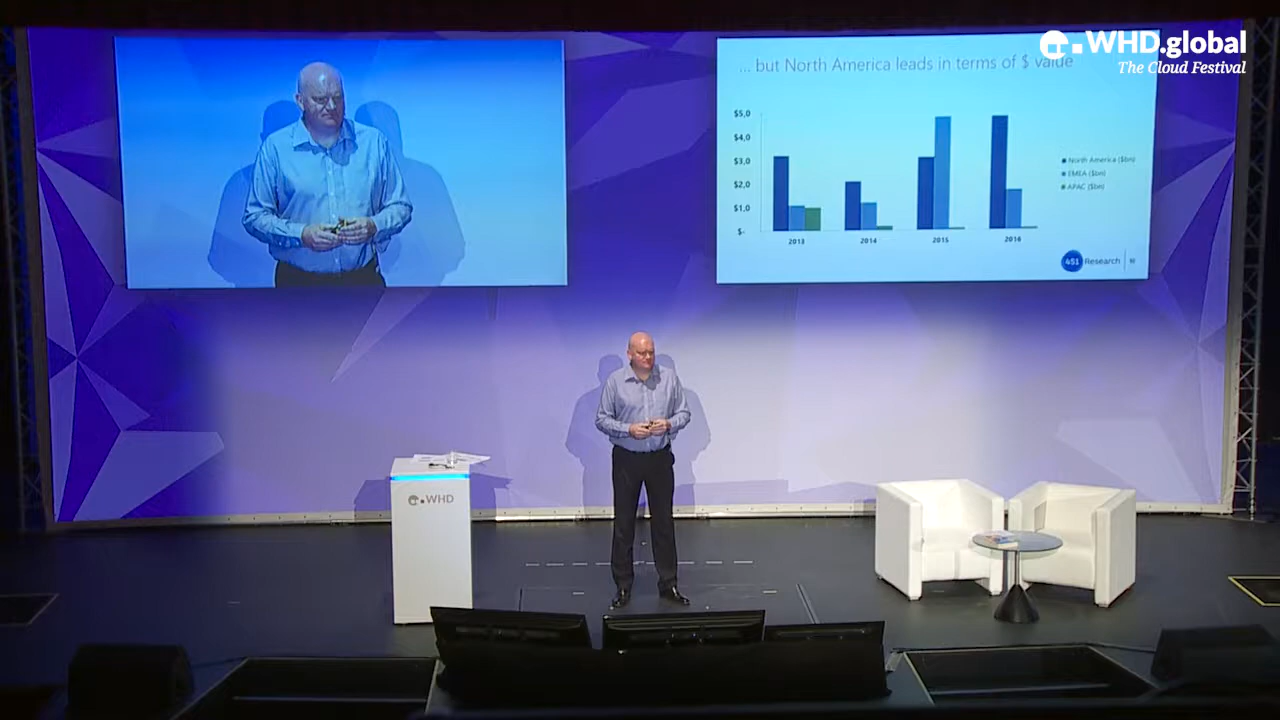 WHD.global
The Cloud Festival
... but North America leads in terms of $ value
$5,0
$4,0
$3,0
$2,0
$1,0
$-
2013
2014
2015
2016
North America ($bn)
EMEA ($bn)
APAC ($bn)
451 Research
WHD